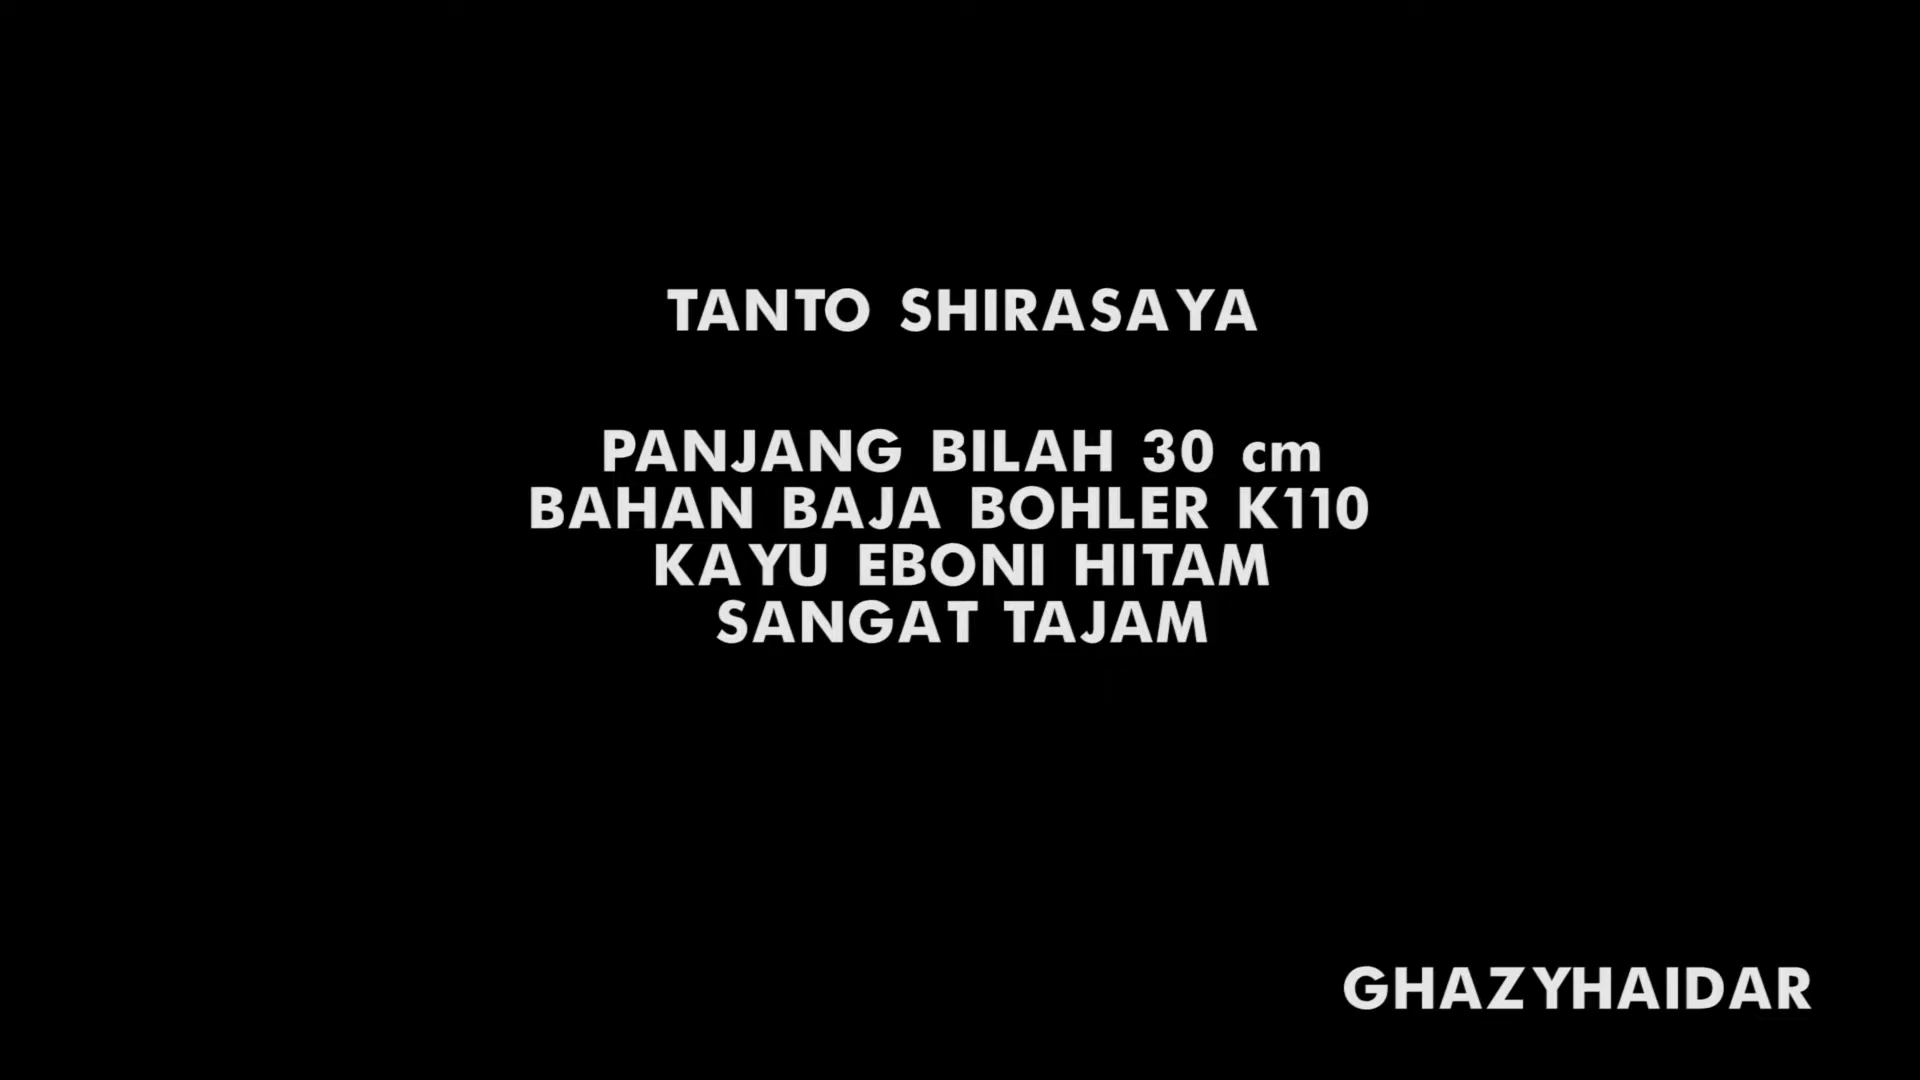 TANTO SHIRASAYA
PANJANG BILAH 30 cm
BAHAN BAJA BOHLER K110
KAYU EBONI HITAM
SANGAT TAJAM
GHAZYHAIDAR